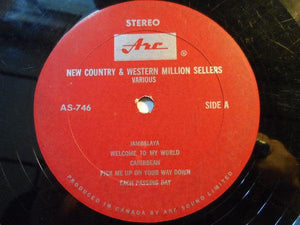 STEREO
Arc
®
NEW COUNTRY & WESTERN MILLION SELLERS
VARIOUS
AS-746
SIDE A
JAMBALAYA
WELCOME TO MY WORLD
CARIBBEAN
PICK ME UP ON YOUR WAY DOWN
EACH PASSING DAY
PRODUCED IN CANADA BY ARC SOUND LIMITED